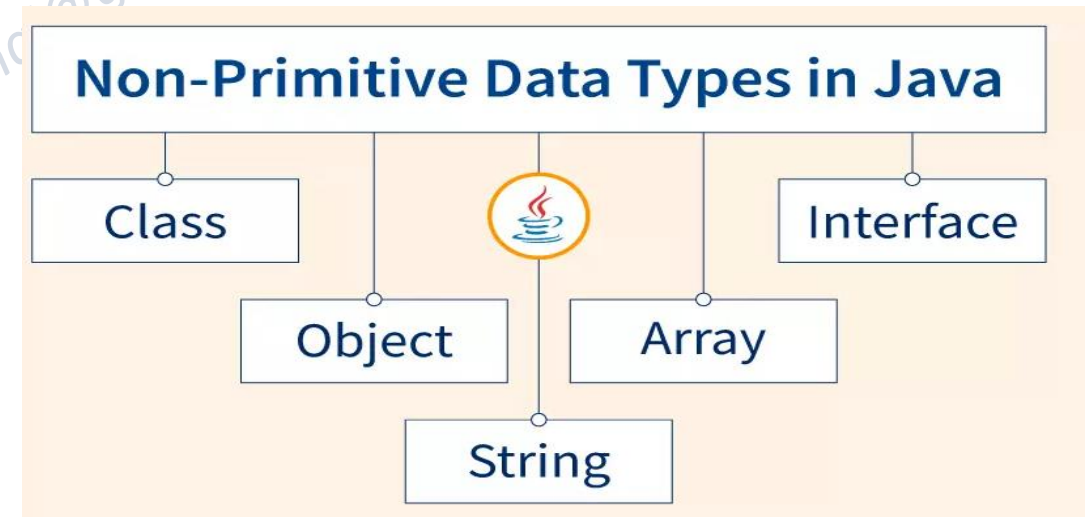 Non-Primitive Data Types in Java
Class
Interface
Object
Array
String